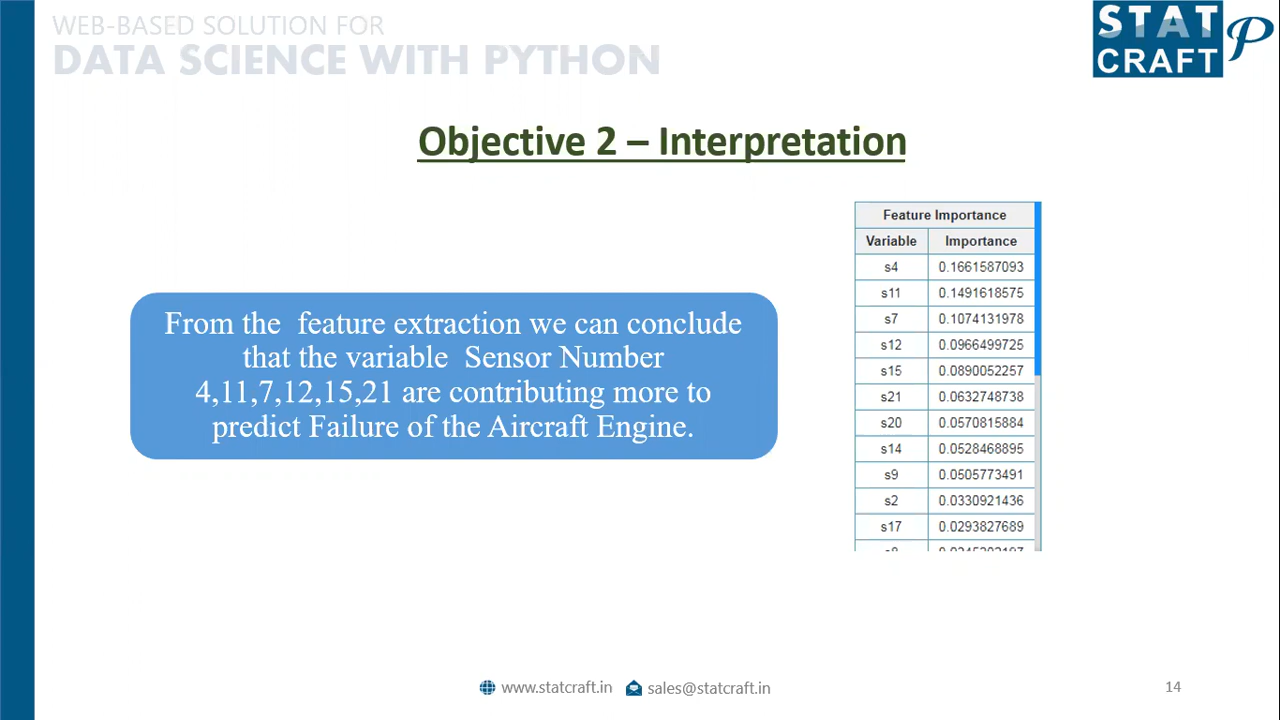 WEB-BASED SOLUTION FOR
DATA SCIENCE WITH PYTHON
STAT
CRAFT
P
Objective 2 – Interpretation
From the  feature extraction we can conclude
that the variable  Sensor Number
4,11,7,12,15,21 are contributing more to
predict Failure of the Aircraft Engine.
Feature Importance
Variable Importance
s4 0.1661587093
s11 0.1491618575
s7 0.1074131978
s12 0.0966499725
s15 0.0890052257
s21 0.0632748738
s20 0.0570815884
s14 0.0528468895
s9 0.0505773491
s2 0.0330921436
s17 0.0293827689
www.statcraft.in sales@statcraft.in
14